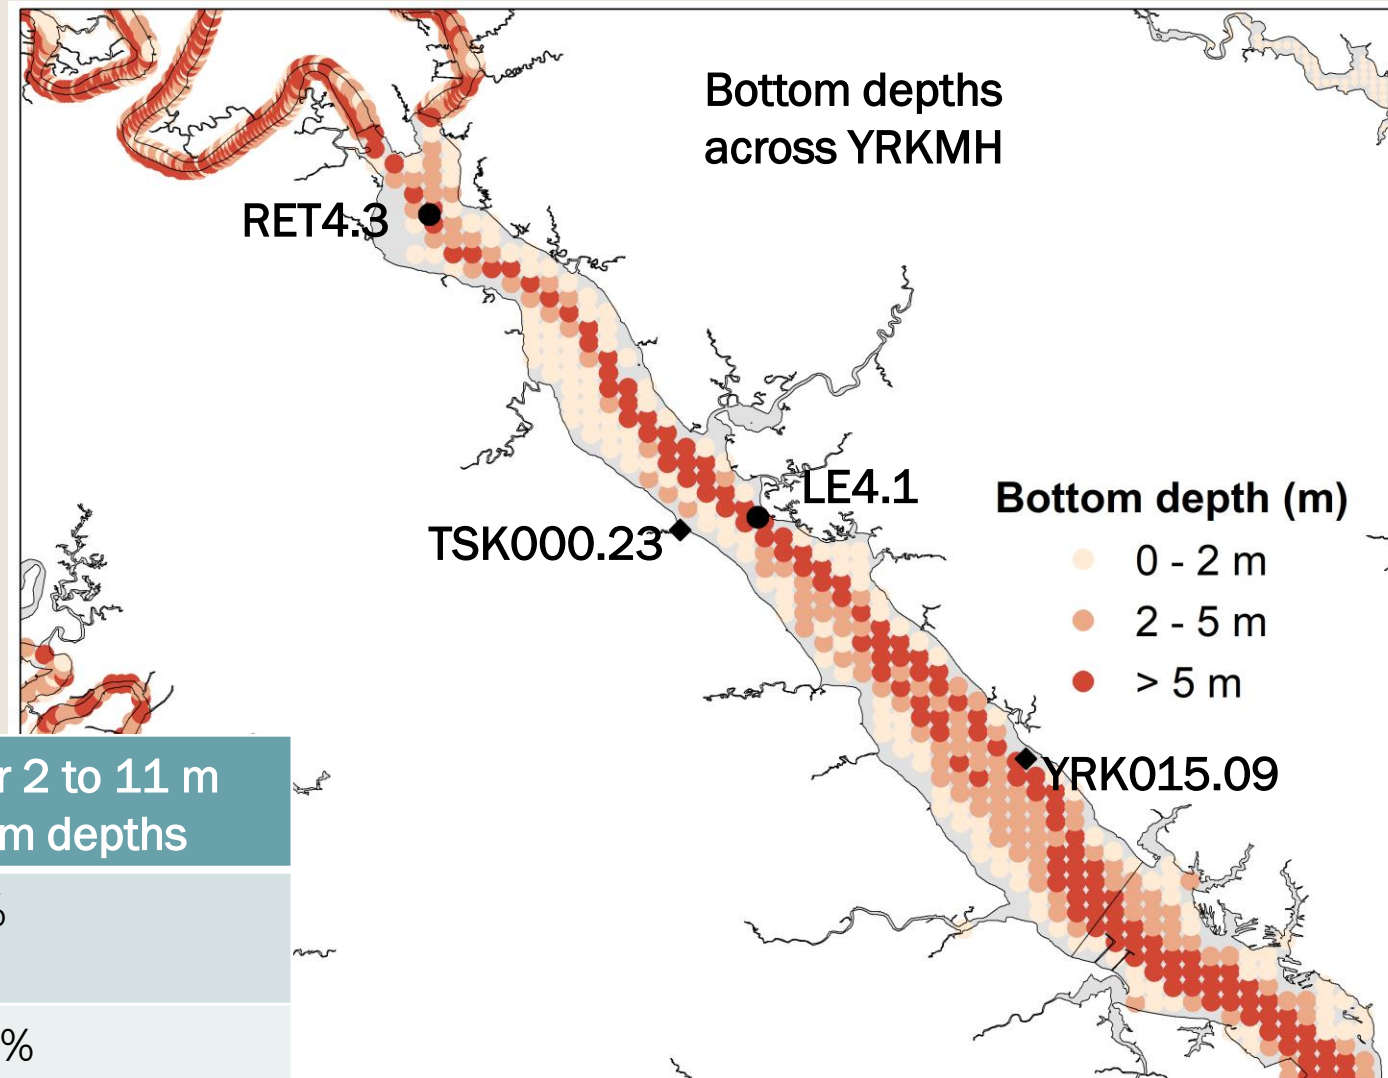 Bottom depths
across YRKMH
RET4.3
LE4.1
TSK000.23
Bottom depth (m)
0 - 2 m
2 - 5 m
> 5 m
YRK015.09
2 to 11 m
depths
%
%